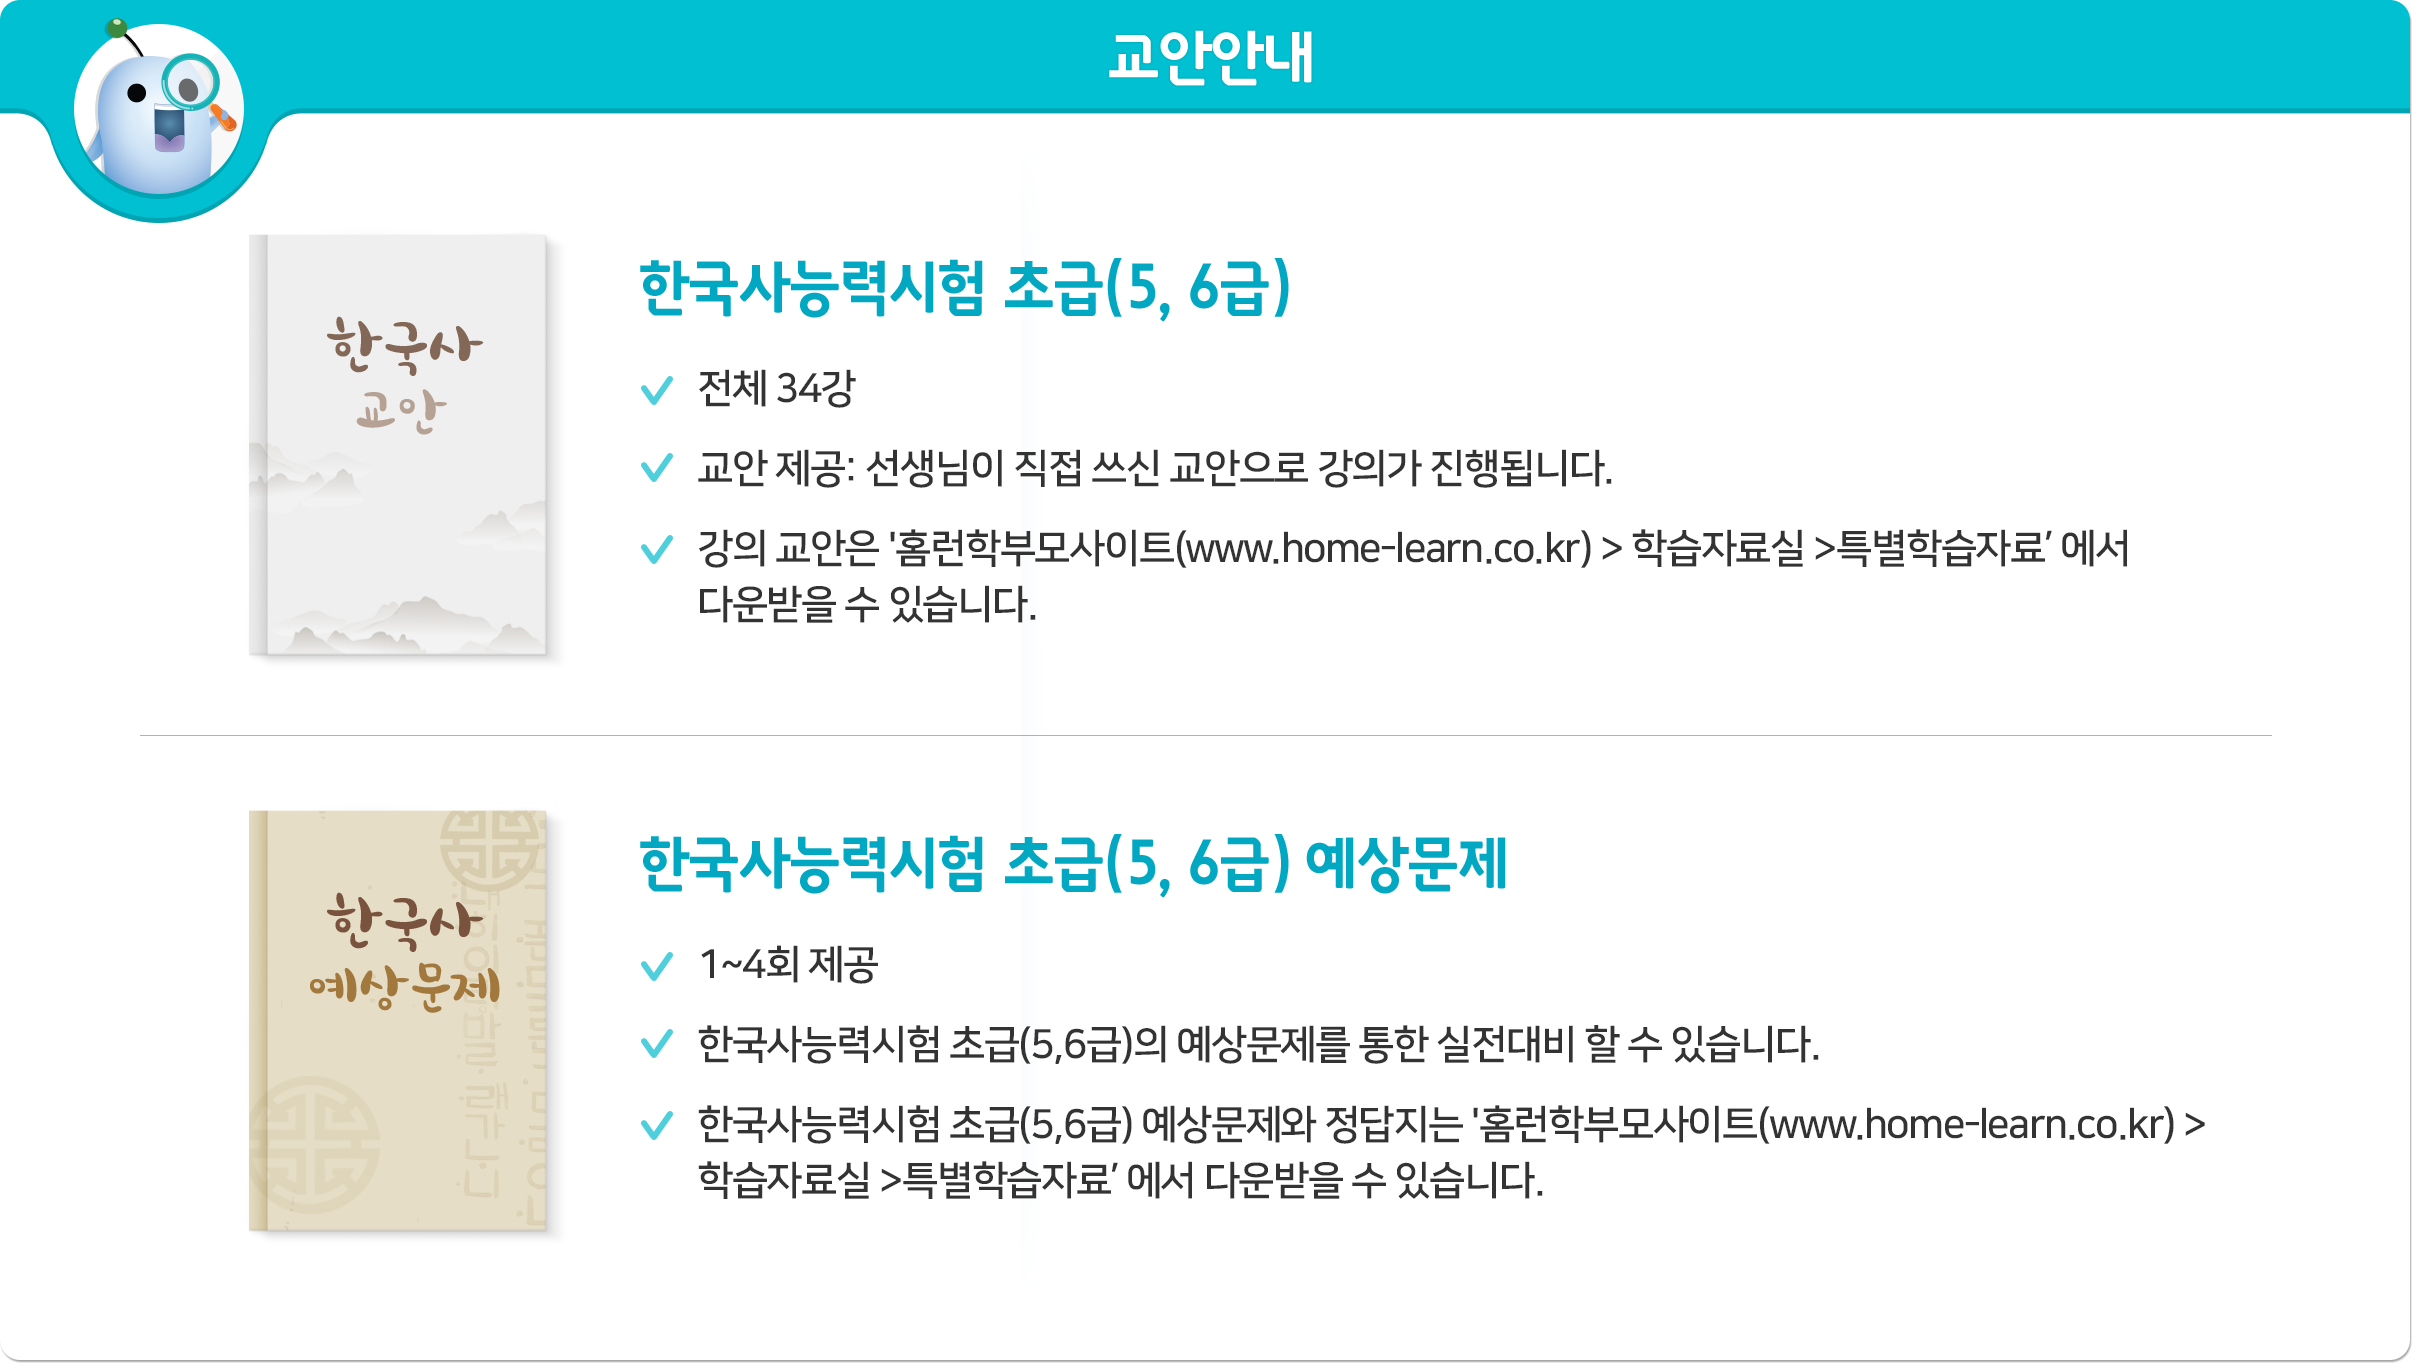 교안안내
한국사
교안
한국사능력시험 초급(5, 6급)
전체 34강
교안 제공: 선생님이 직접 쓰신 교안으로 강의가 진행됩니다.
강의 교안은 '홈런학부모사이트(www.home-learn.co.kr) > 학습자료실 >특별학습자료’ 에서
다운받을 수 있습니다.
한국사
예상문제
한국사능력시험 초급(5, 6급) 예상문제
1~4회 제공
한국사능력시험 초급(5,6급)의 예상문제를 통한 실전대비 할 수 있습니다.
한국사능력시험 초급(5,6급) 예상문제와 정답지는 '홈런학부모사이트(www.home-learn.co.kr) >
학습자료실 >특별학습자료’ 에서 다운받을 수 있습니다.